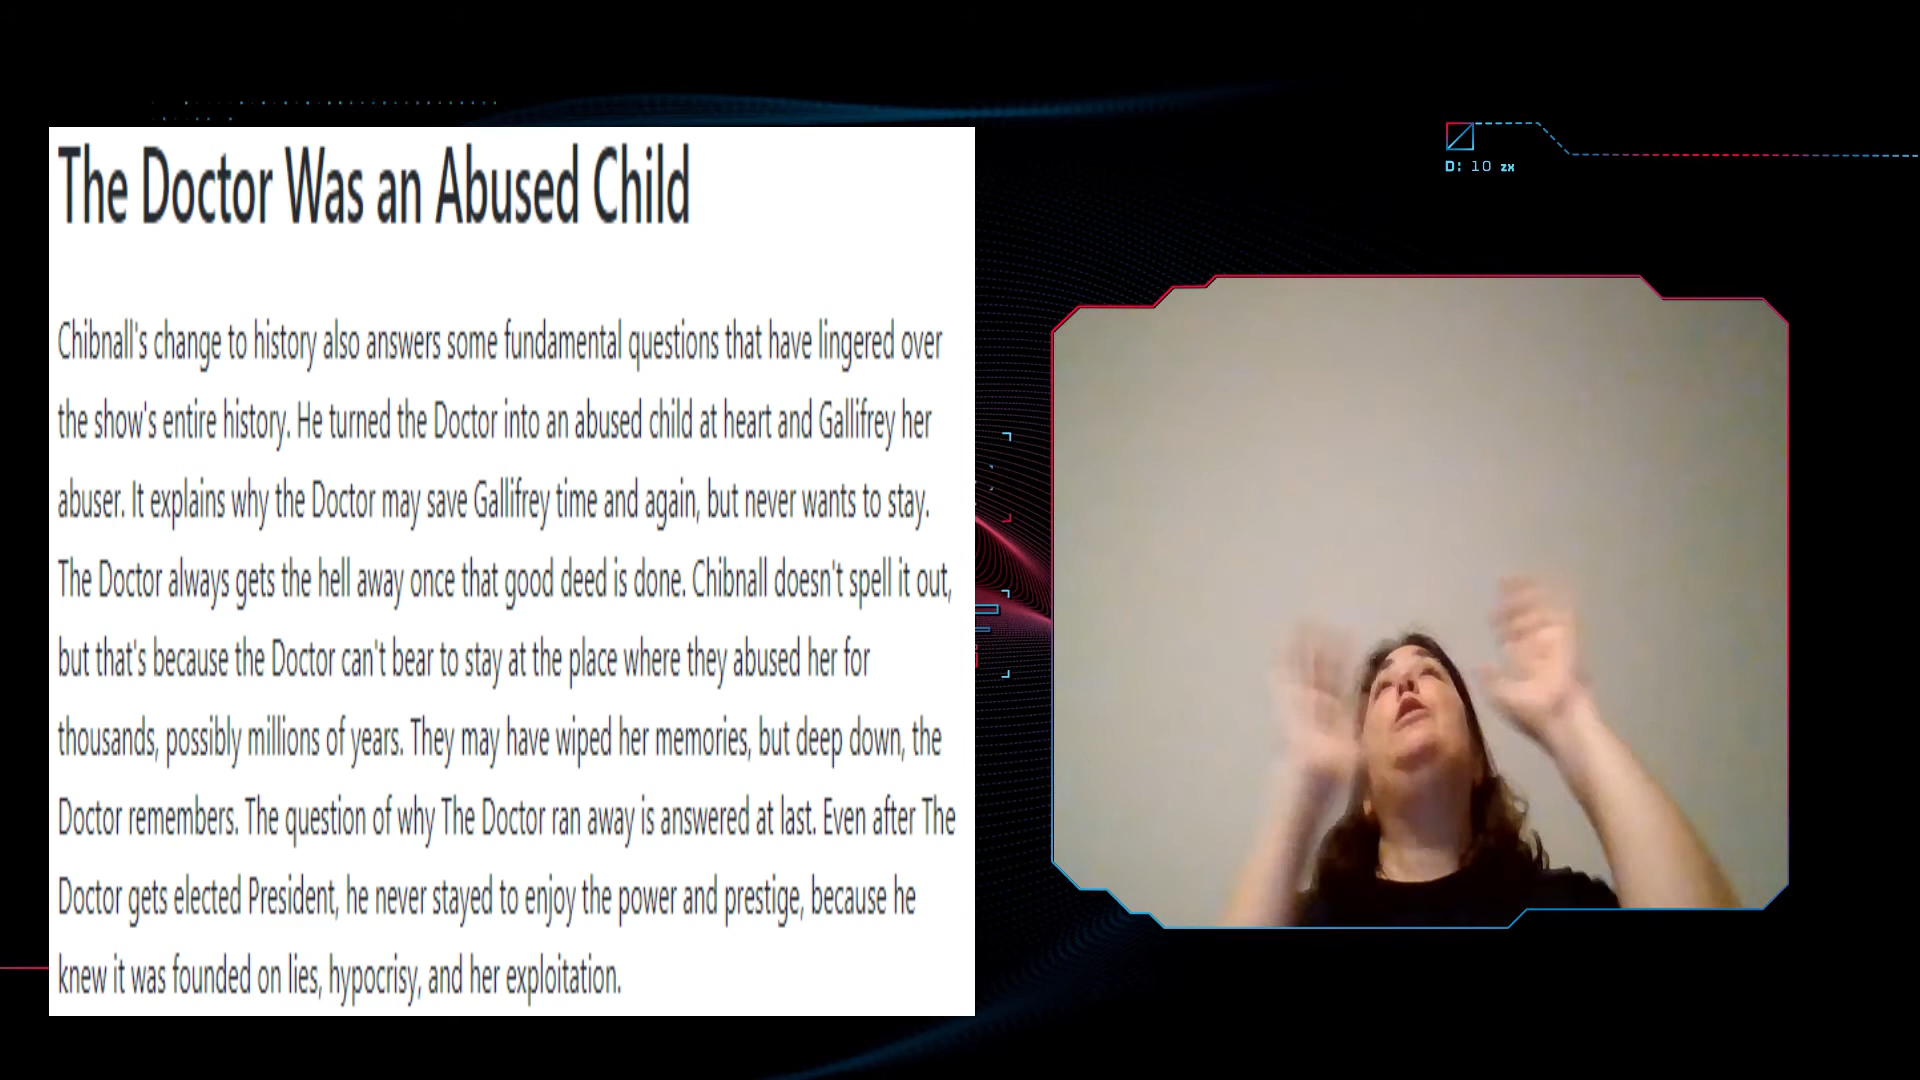 The Doctor Was an Abused Child
Chibnall's change to history also answers some fundamental questions that have lingered over
the show's entire history. He turned the Doctor into an abused child at heart and Gallifrey her
abuser. It explains why the Doctor may save Gallifrey time and again, but never wants to stay.
The Doctor always gets the hell away once that good deed is done. Chibnall doesn't spell it out,
but that's because the Doctor can't bear to stay at the place where they abused her for
thousands, possibly millions of years. They may have wiped her memories, but deep down, the
Doctor remembers. The question of why The Doctor ran away is answered at last. Even after The
Doctor gets elected President, he never stayed to enjoy the power and prestige, because he
knew it was founded on lies, hypocrisy, and her exploitation.
D: 10 zx